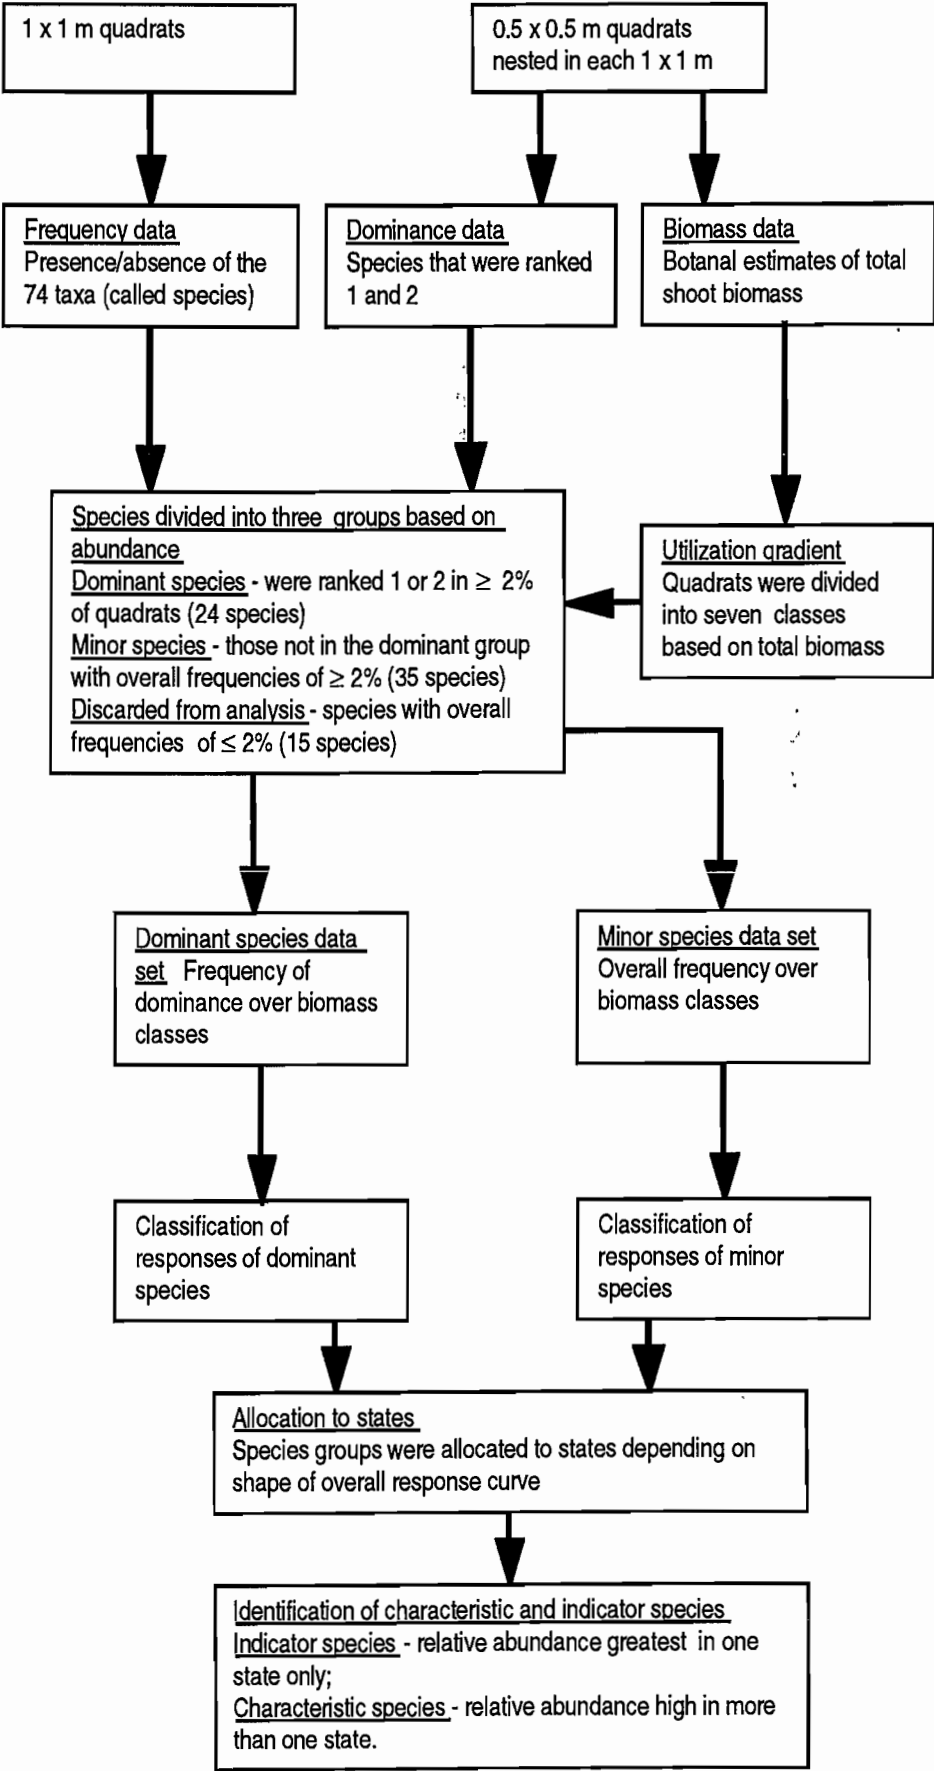 1 x 1 m quadrats
0.5 x 0.5 m quadrats
nested in each 1 x 1 m
Frequency data
Presence/absence of the
74 taxa (called species)
Dominance data
Species that were ranked
1 and 2
Biomass data
Botanal estimates of total
shoot biomass
Species divided into three groups based on
abundance
Dominant species - were ranked 1 or 2 in ≥ 2%
of quadrats (24 species)
Minor species - those not in the dominant group
with overall frequencies of ≥ 2% (35 species)
Discarded from analysis - species with overall
frequencies of ≤ 2% (15 species)
Utilization gradient
Quadrats were divided
into seven classes
based on total biomass
Dominant species data
set Frequency of
dominance over biomass
classes
Minor species data set
Overall frequency over
biomass classes
Classification of
responses of dominant
species
Classification of
responses of minor
species
Allocation to states
Species groups were allocated to states depending on
shape of overall response curve
Identification of characteristic and indicator species
Indicator species - relative abundance greatest in one
state only;
Characteristic species - relative abundance high in more
than one state.